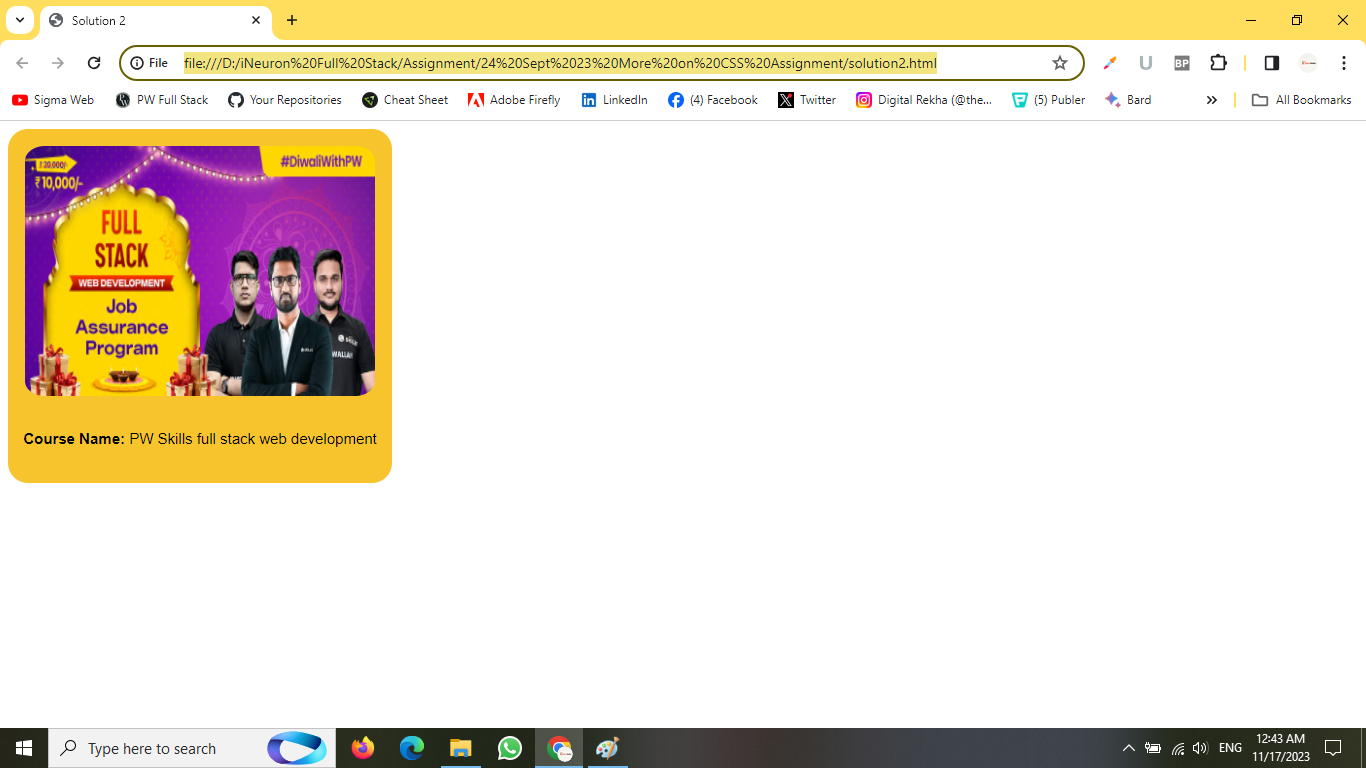 Solution 2
File
file:///D:/iNeuron%20Full%20Stack/Assignment/24%20Sept%2023%20More%20on%20CSS%20Assignment/solution2.html
BP
Sigma Web
PW Full Stack
Your Repositories
Cheat Sheet
Adobe Firefly
LinkedIn
(4) Facebook
Twitter
Digital Rekha (@the...
(5) Publer
Bard
All Bookmarks
₹ 20,000/-
₹ 10,000/-
#DiwaliWithPW
FULL
STACK
WEB DEVELOPMENT
Job
Assurance
Program
WALLAH
Course Name: PW Skills full stack web development
Type here to search
ENG
12:43 AM
11/17/2023